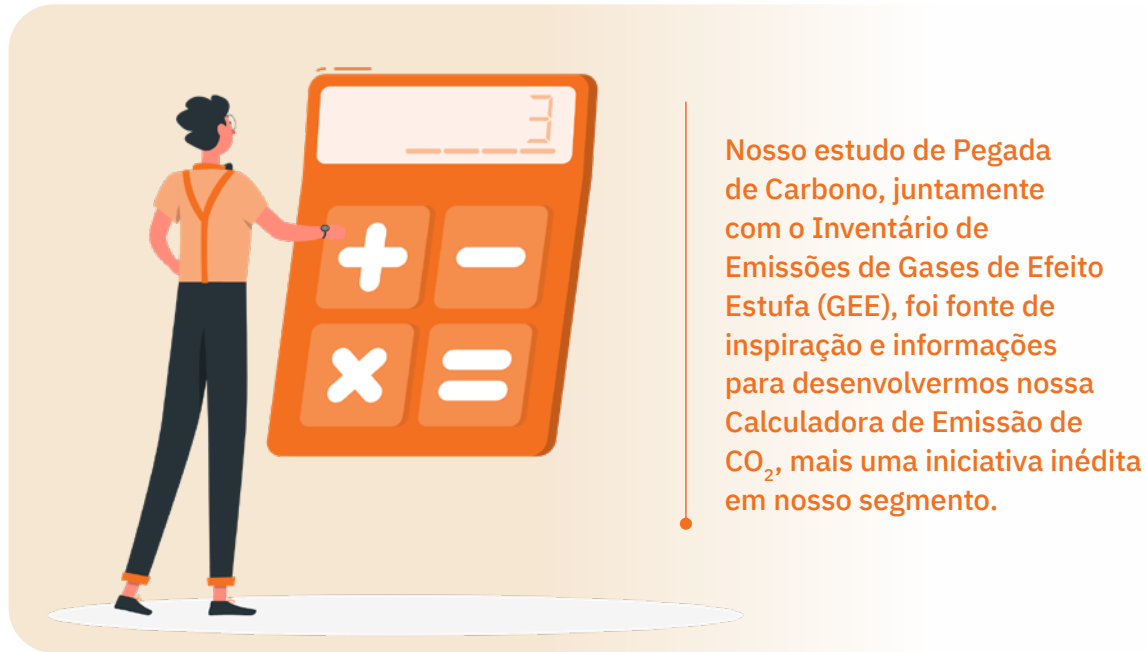 3
Nosso estudo de Pegada
de Carbono, juntamente
com o Inventário de
Emissões de Gases de Efeito
Estufa (GEE), foi fonte de
inspiração e informações
para desenvolvermos nossa
Calculadora de Emissão de
CO₂, mais uma iniciativa inédita
em nosso segmento.